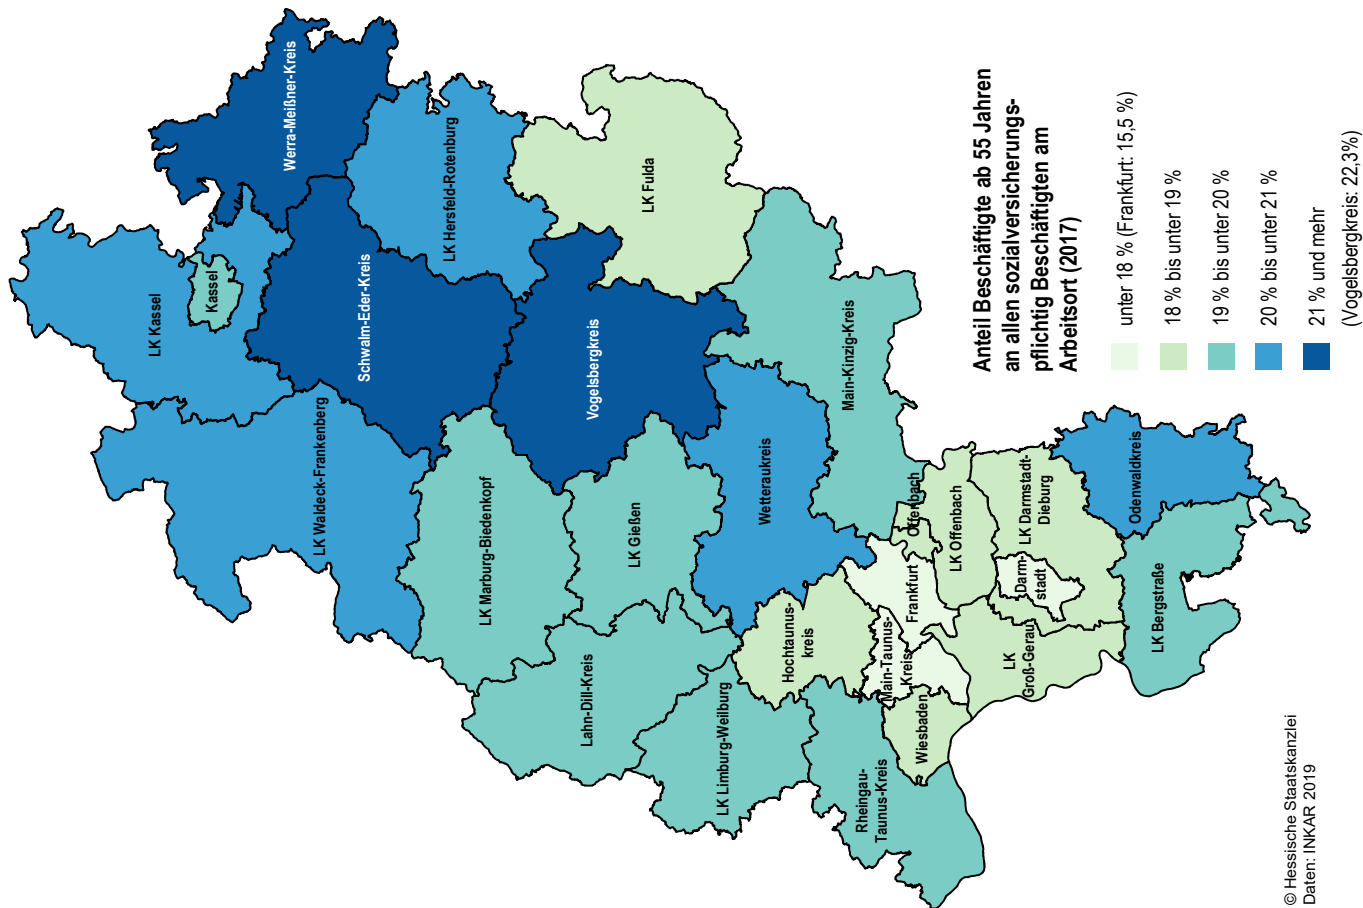 Werra-Meißner-Kreis
LK Kassel
Kassel
LK Hersfeld-Rotenburg
Schwalm-Eder-Kreis
LK Waldeck-Frankenberg
LK Fulda
Vogelsbergkreis
LK Marburg-Biedenkopf
LK Gießen
Lahn-Dill-Kreis
Main-Kinzig-Kreis
Wetteraukreis
LK Limburg-Weilburg
Hochtaunus-
kreis
Rheingau-
Taunus-Kreis
Main-Taunus-
Kreis
Wiesbaden
Frankfurt
Offenbach
LK Offenbach
LK
Groß-Gerau
Darm-
stadt
LK Darmstadt-
Dieburg
Odenwaldkreis
LK Bergstraße
Anteil Beschäftigte ab 55 Jahren
an allen sozialversicherungs-
pflichtig Beschäftigten am
Arbeitsort (2017)
unter 18 % (Frankfurt: 15,5 %)
18 % bis unter 19 %
19 % bis unter 20 %
20 % bis unter 21 %
21 % und mehr
(Vogelsbergkreis: 22,3%)
© Hessische Staatskanzlei
Daten: INKAR 2019